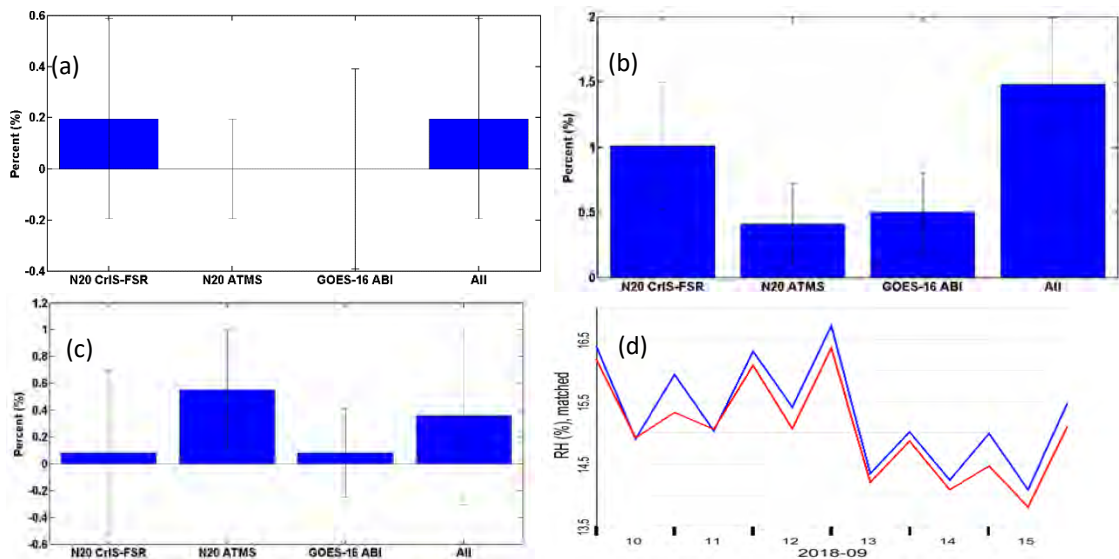 (a)
Percent (%)
0.6
0.4
0.2
0
-0.2
-0.4
N20 CrIS-FSR N20 ATMS GOES-16 ABI All
(b)
Percent (%)
2
1.5
1
0.5
0
N20 CrIS-FSR N20 ATMS GOES-16 ABI All
(c)
Percent (%)
1.2
1
0.8
0.6
0.4
0.2
0
-0.2
-0.4
-0.6
N20 CrIS-FSR N20 ATMS GOES-16 ABI All
(d)
RH (%), matched
16.5
15.5
14.5
13.5
10 11 12 13 14 15
2018-09